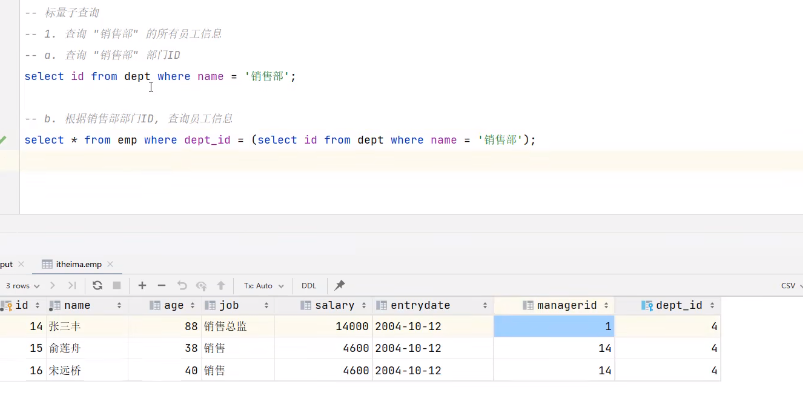 -- 标量子查询
-- 1. 查询 "销售部" 的所有员工信息
-- a. 查询 "销售部" 部门ID
select id from dept where name = '销售部';
-- b. 根据销售部部门ID, 查询员工信息
select * from emp where dept_id = (select id from dept where name = '销售部');
put itheima.emp
3 rows Tx: Auto DDL CSV
id name age job salary entrydate managerid dept_id
14 张三丰 88 销售总监 14000 2004-10-12 1 4
15 俞莲舟 38 销售 4600 2004-10-12 14 4
16 宋远桥 40 销售 4600 2004-10-12 14 4